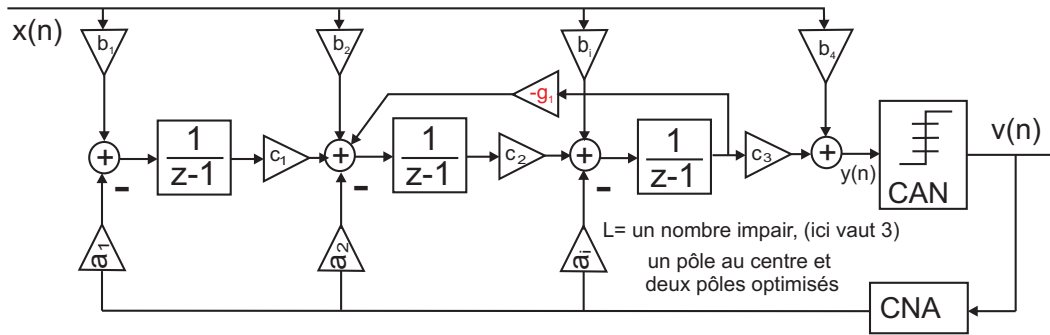 x(n)
b₁
b₂
bᵢ
b₄
-g₁
1
z-1
c₁
1
z-1
c₂
1
z-1
c₃
y(n)
CAN
v(n)
a₁
a₂
aᵢ
L= un nombre impair, (ici vaut 3)
un pôle au centre et
deux pôles optimisés
CNA